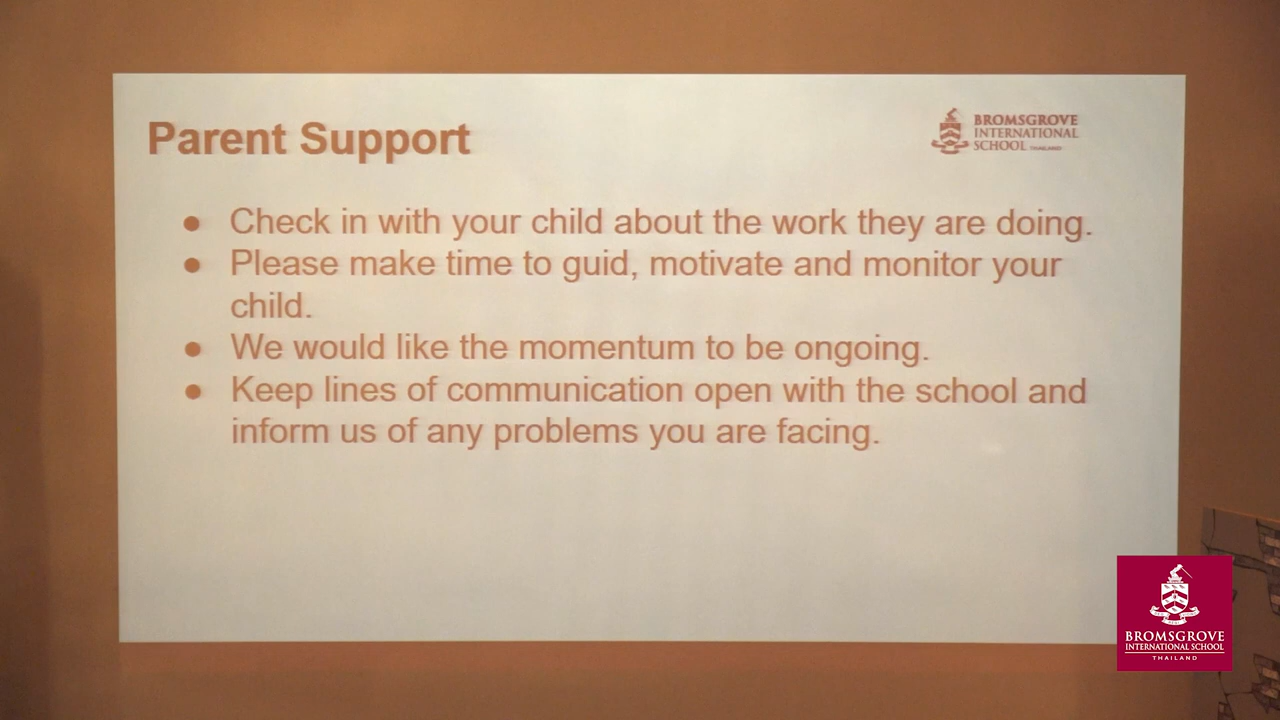 Parent Support
BROMSGROVE
INTERNATIONAL
SCHOOL THAILAND
● Check in with your child about the work they are doing.
● Please make time to guid, motivate and monitor your
child.
● We would like the momentum to be ongoing.
● Keep lines of communication open with the school and
inform us of any problems you are facing.
BROMSGROVE
INTERNATIONAL SCHOOL
THAILAND